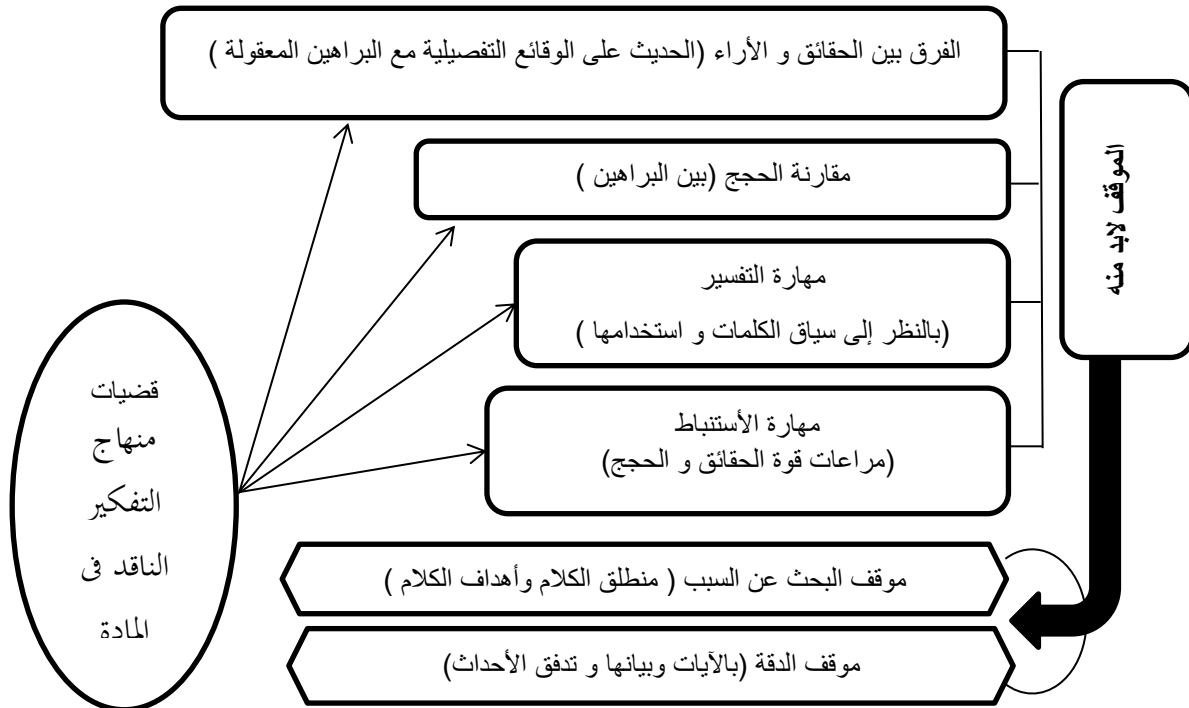 الفرق بين الحقائق و الأراء (الحديث على الوقائع التفصيلية مع البراهين المعقولة )
مقارنة الحجج (بين البراهين )
مهارة التفسير
(بالنظر إلى سياق الكلمات و استخدامها )
مهارة الأستنباط
(مراعات قوة الحقائق و الحجج)
الموقف لابد منه
قضيات
منهاج
التفكير
الناقد فى
المادة
موقف البحث عن السبب ( منطلق الكلام وأهداف الكلام )
موقف الدقة (بالآيات وبيانها و تدفق الأحداث)